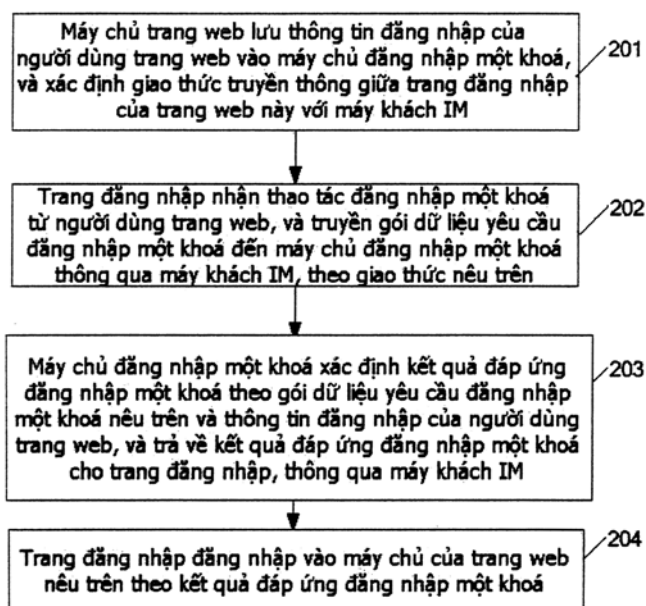 Máy chủ trang web lưu thông tin đăng nhập của
người dùng trang web vào máy chủ đăng nhập một khoá,
và xác định giao thức truyền thông giữa trang đăng nhập
của trang web này với máy khách IM
201
Trang đăng nhập nhận thao tác đăng nhập một khoá
từ người dùng trang web, và truyền gói dữ liệu yêu cầu
đăng nhập một khoá đến máy chủ đăng nhập một khoá
thông qua máy khách IM, theo giao thức nêu trên
202
Máy chủ đăng nhập một khoá xác định kết quả đáp ứng
đăng nhập một khoá theo gói dữ liệu yêu cầu đăng nhập
một khoá nêu trên và thông tin đăng nhập của người dùng
trang web, và trả về kết quả đáp ứng đăng nhập một khoá
cho trang đăng nhập, thông qua máy khách IM
203
Trang đăng nhập đăng nhập vào máy chủ của trang web
nêu trên theo kết quả đáp ứng đăng nhập một khoá
204